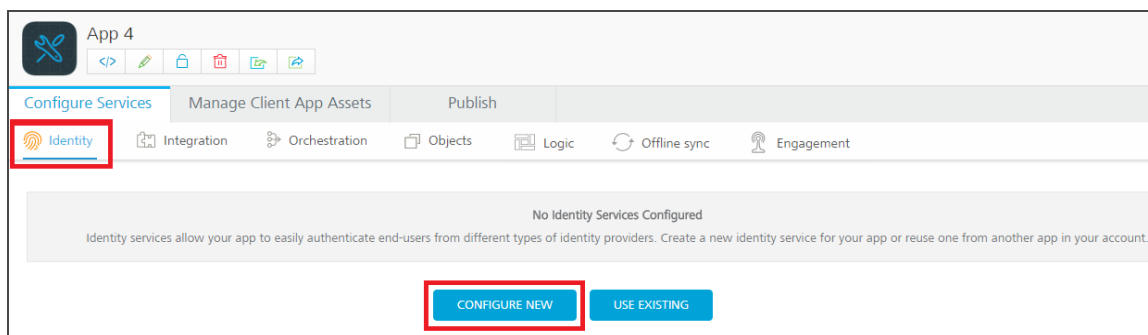 App 4
</>
Configure Services Manage Client App Assets Publish
Identity Integration Orchestration Objects Logic Offline sync Engagement
No Identity Services Configured
Identity services allow your app to easily authenticate end-users from different types of identity providers. Create a new identity service for your app or reuse one from another app in your account.
CONFIGURE NEW USE EXISTING